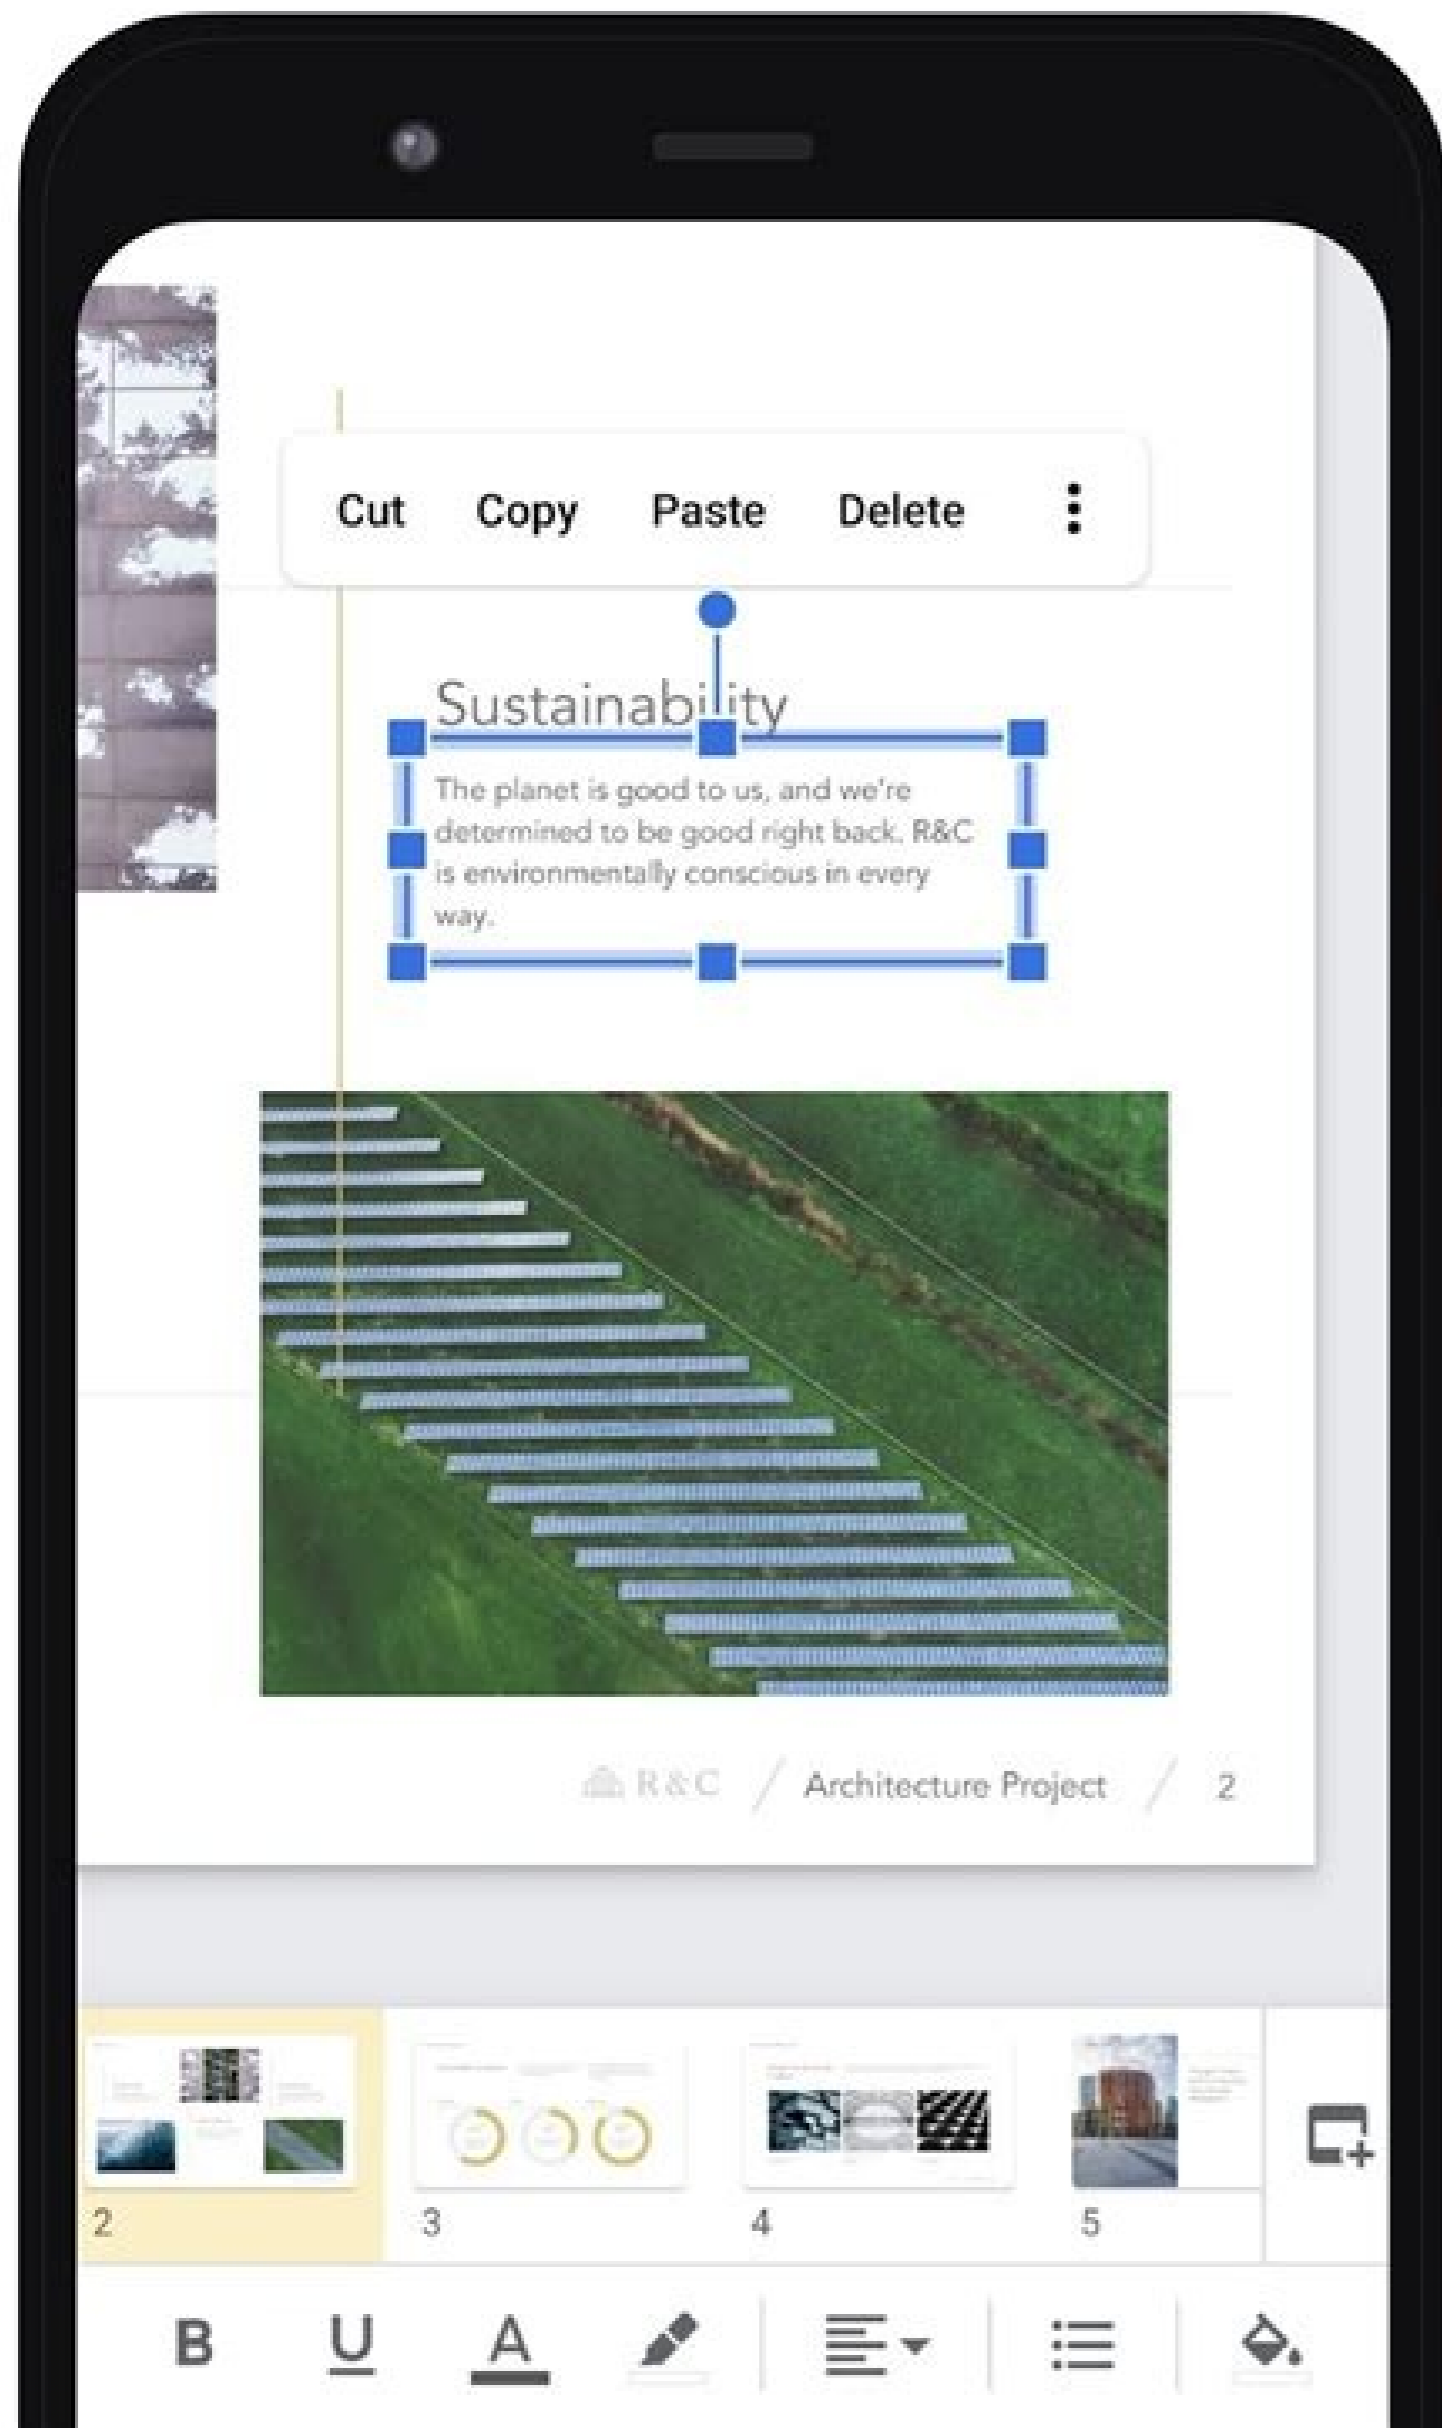 Cut Copy Paste Delete
Sustainability
The planet is good to us, and we're
determined to be good right back. R&C
is environmentally conscious in every
way.
R&C / Architecture Project / 2
2 3 4 5
B U A